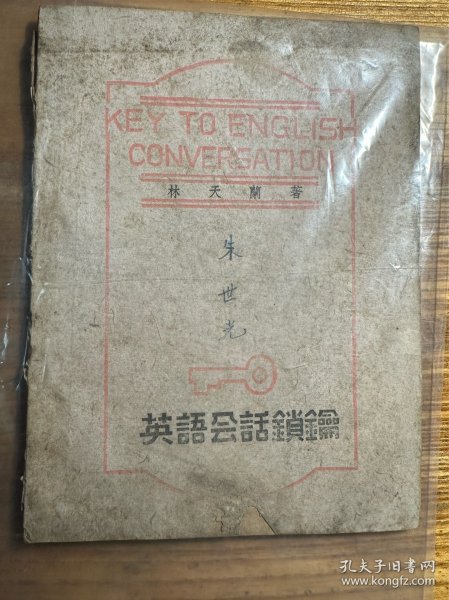 KEY TO ENGLISH
CONVERSATION
林天蘭著
朱世光
英語会話鎖鑰
孔夫子旧书网
www.kongfz.com